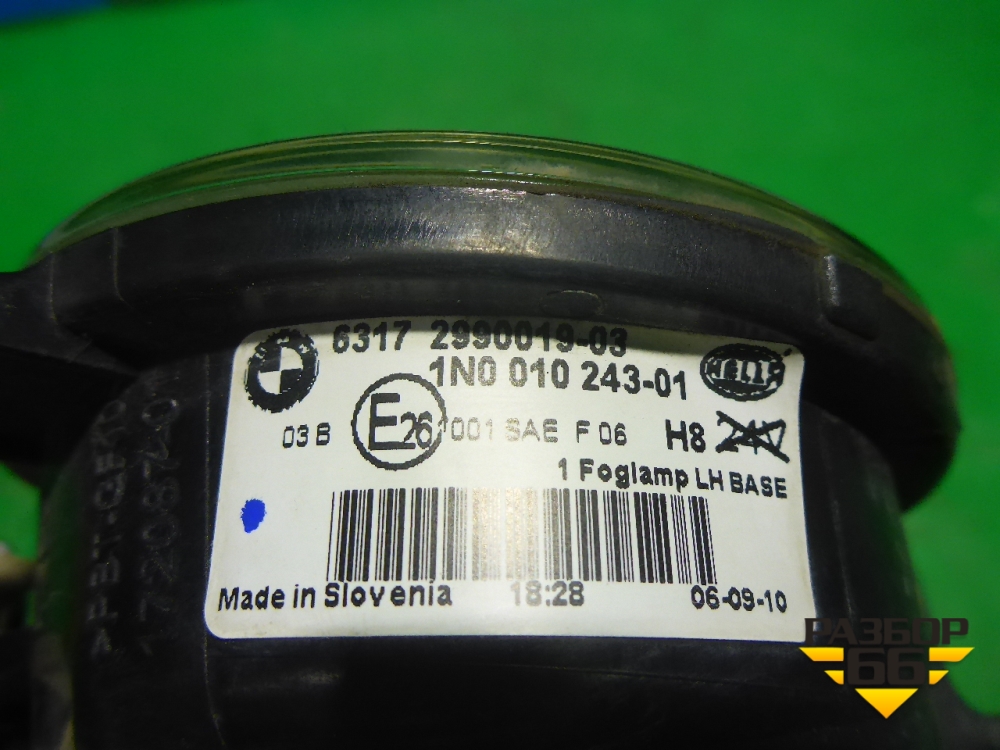 6317 2990019-03
1N0 010 243-01
HELLA
03 B E26 001 SAE F 06 H8 24V
1 Foglamp LH BASE
Made in Slovenia 18:28 06-09-10
РАЗБОР
66